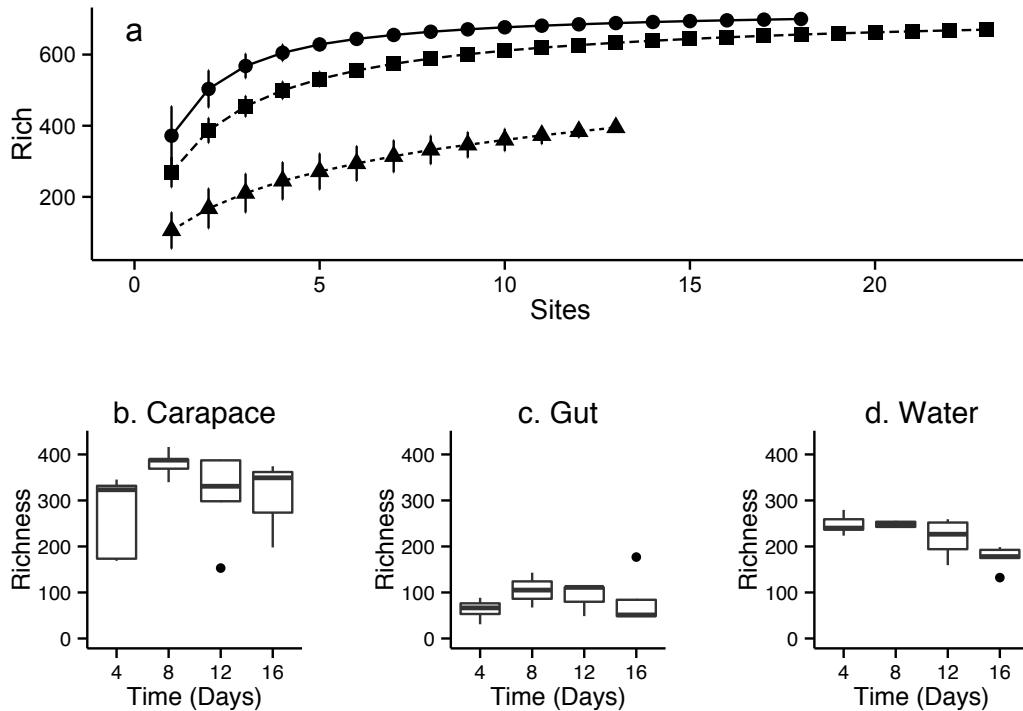 a
Rich
600
400
200
0 5 10 15 20
Sites
b. Carapace
Richness
400
300
200
100
0
4 8 12 16
Time (Days)
c. Gut
Richness
400
300
200
100
0
4 8 12 16
Time (Days)
d. Water
Richness
400
300
200
100
0
4 8 12 16
Time (Days)